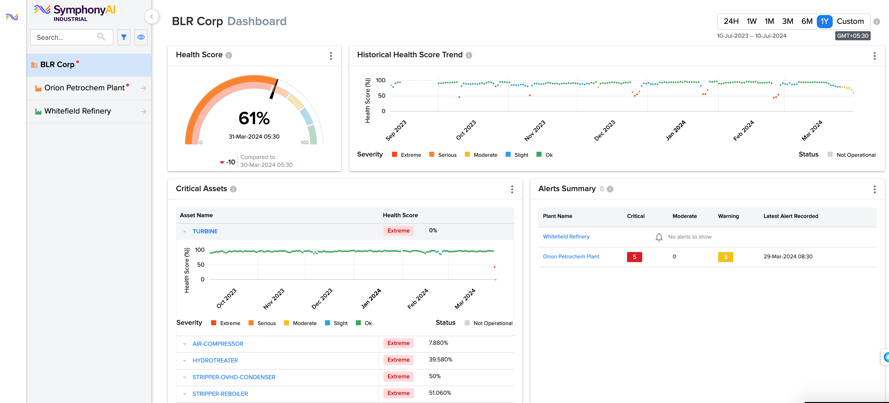 SymphonyAI
INDUSTRIAL
Search...
BLR Corp
Orion Petrochem Plant
Whitefield Refinery
BLR Corp Dashboard
24H 1W 1M 3M 6M 1Y Custom
10-Jul-2023 – 10-Jul-2024 GMT+05:30
Health Score
0
100
61%
31-Mar-2024 05:30
-10 Compared to
30-Mar-2024 05:30
Historical Health Score Trend
Health Score (%)
100
50
0
Sep 2023 Oct 2023 Nov 2023 Dec 2023 Jan 2024 Feb 2024 Mar 2024
Severity Extreme Serious Moderate Slight Ok Status Not Operational
Critical Assets
Asset Name Health Score
TURBINE Extreme 0%
Health Score (%)
100
50
0
Oct 2023 Nov 2023 Dec 2023 Jan 2024 Feb 2024 Mar 2024
Severity Extreme Serious Moderate Slight Ok Status Not Operational
AIR-COMPRESSOR Extreme 7.880%
HYDROTREATER Extreme 39.580%
STRIPPER-OVHD-CONDENSER Extreme 50%
STRIPPER-REBOILER Extreme 51.060%
Alerts Summary 8
Plant Name Critical Moderate Warning Latest Alert Recorded
Whitefield Refinery No alerts to show
Orion Petrochem Plant 5 0 3 29-Mar-2024 08:30